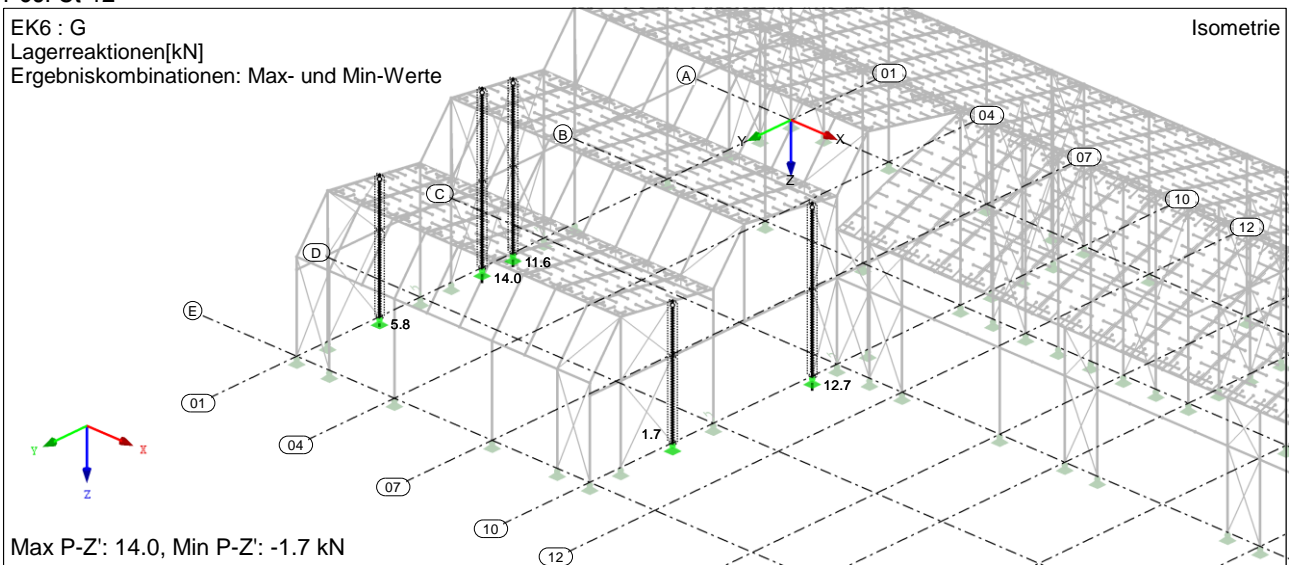 EK6 : G
Lagerreaktionen[kN]
Ergebniskombinationen: Max- und Min-Werte
Isometrie
A
01
04
B
Y
X
Z
07
C
10
12
D
11.6
14.0
E
5.8
12.7
01
1.7
04
Y
X
Z
07
10
12
Max P-Z': 14.0, Min P-Z': -1.7 kN